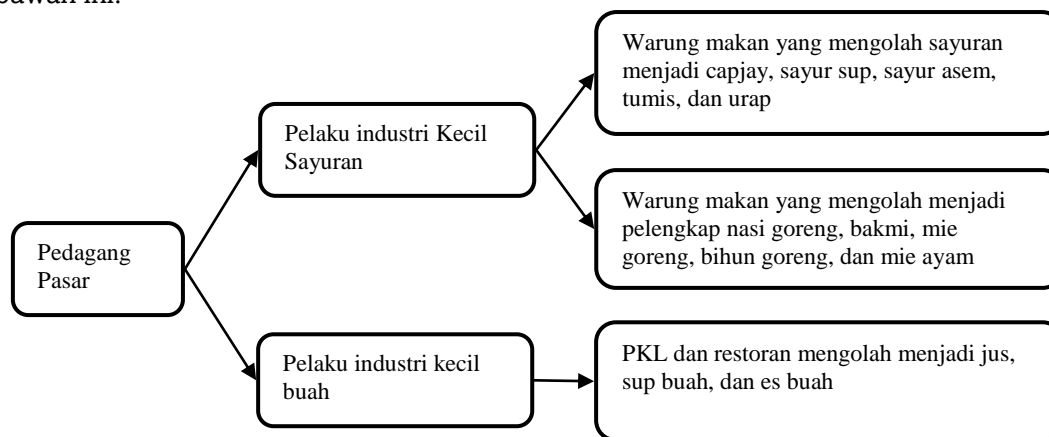 Warung makan yang mengolah sayuran
menjadi capjay, sayur sup, sayur asem,
tumis, dan urap
Pelaku industri Kecil
Sayuran
Warung makan yang mengolah menjadi
pelengkap nasi goreng, bakmi, mie
goreng, bihun goreng, dan mie ayam
Pedagang
Pasar
Pelaku industri kecil
buah
PKL dan restoran mengolah menjadi jus,
sup buah, dan es buah